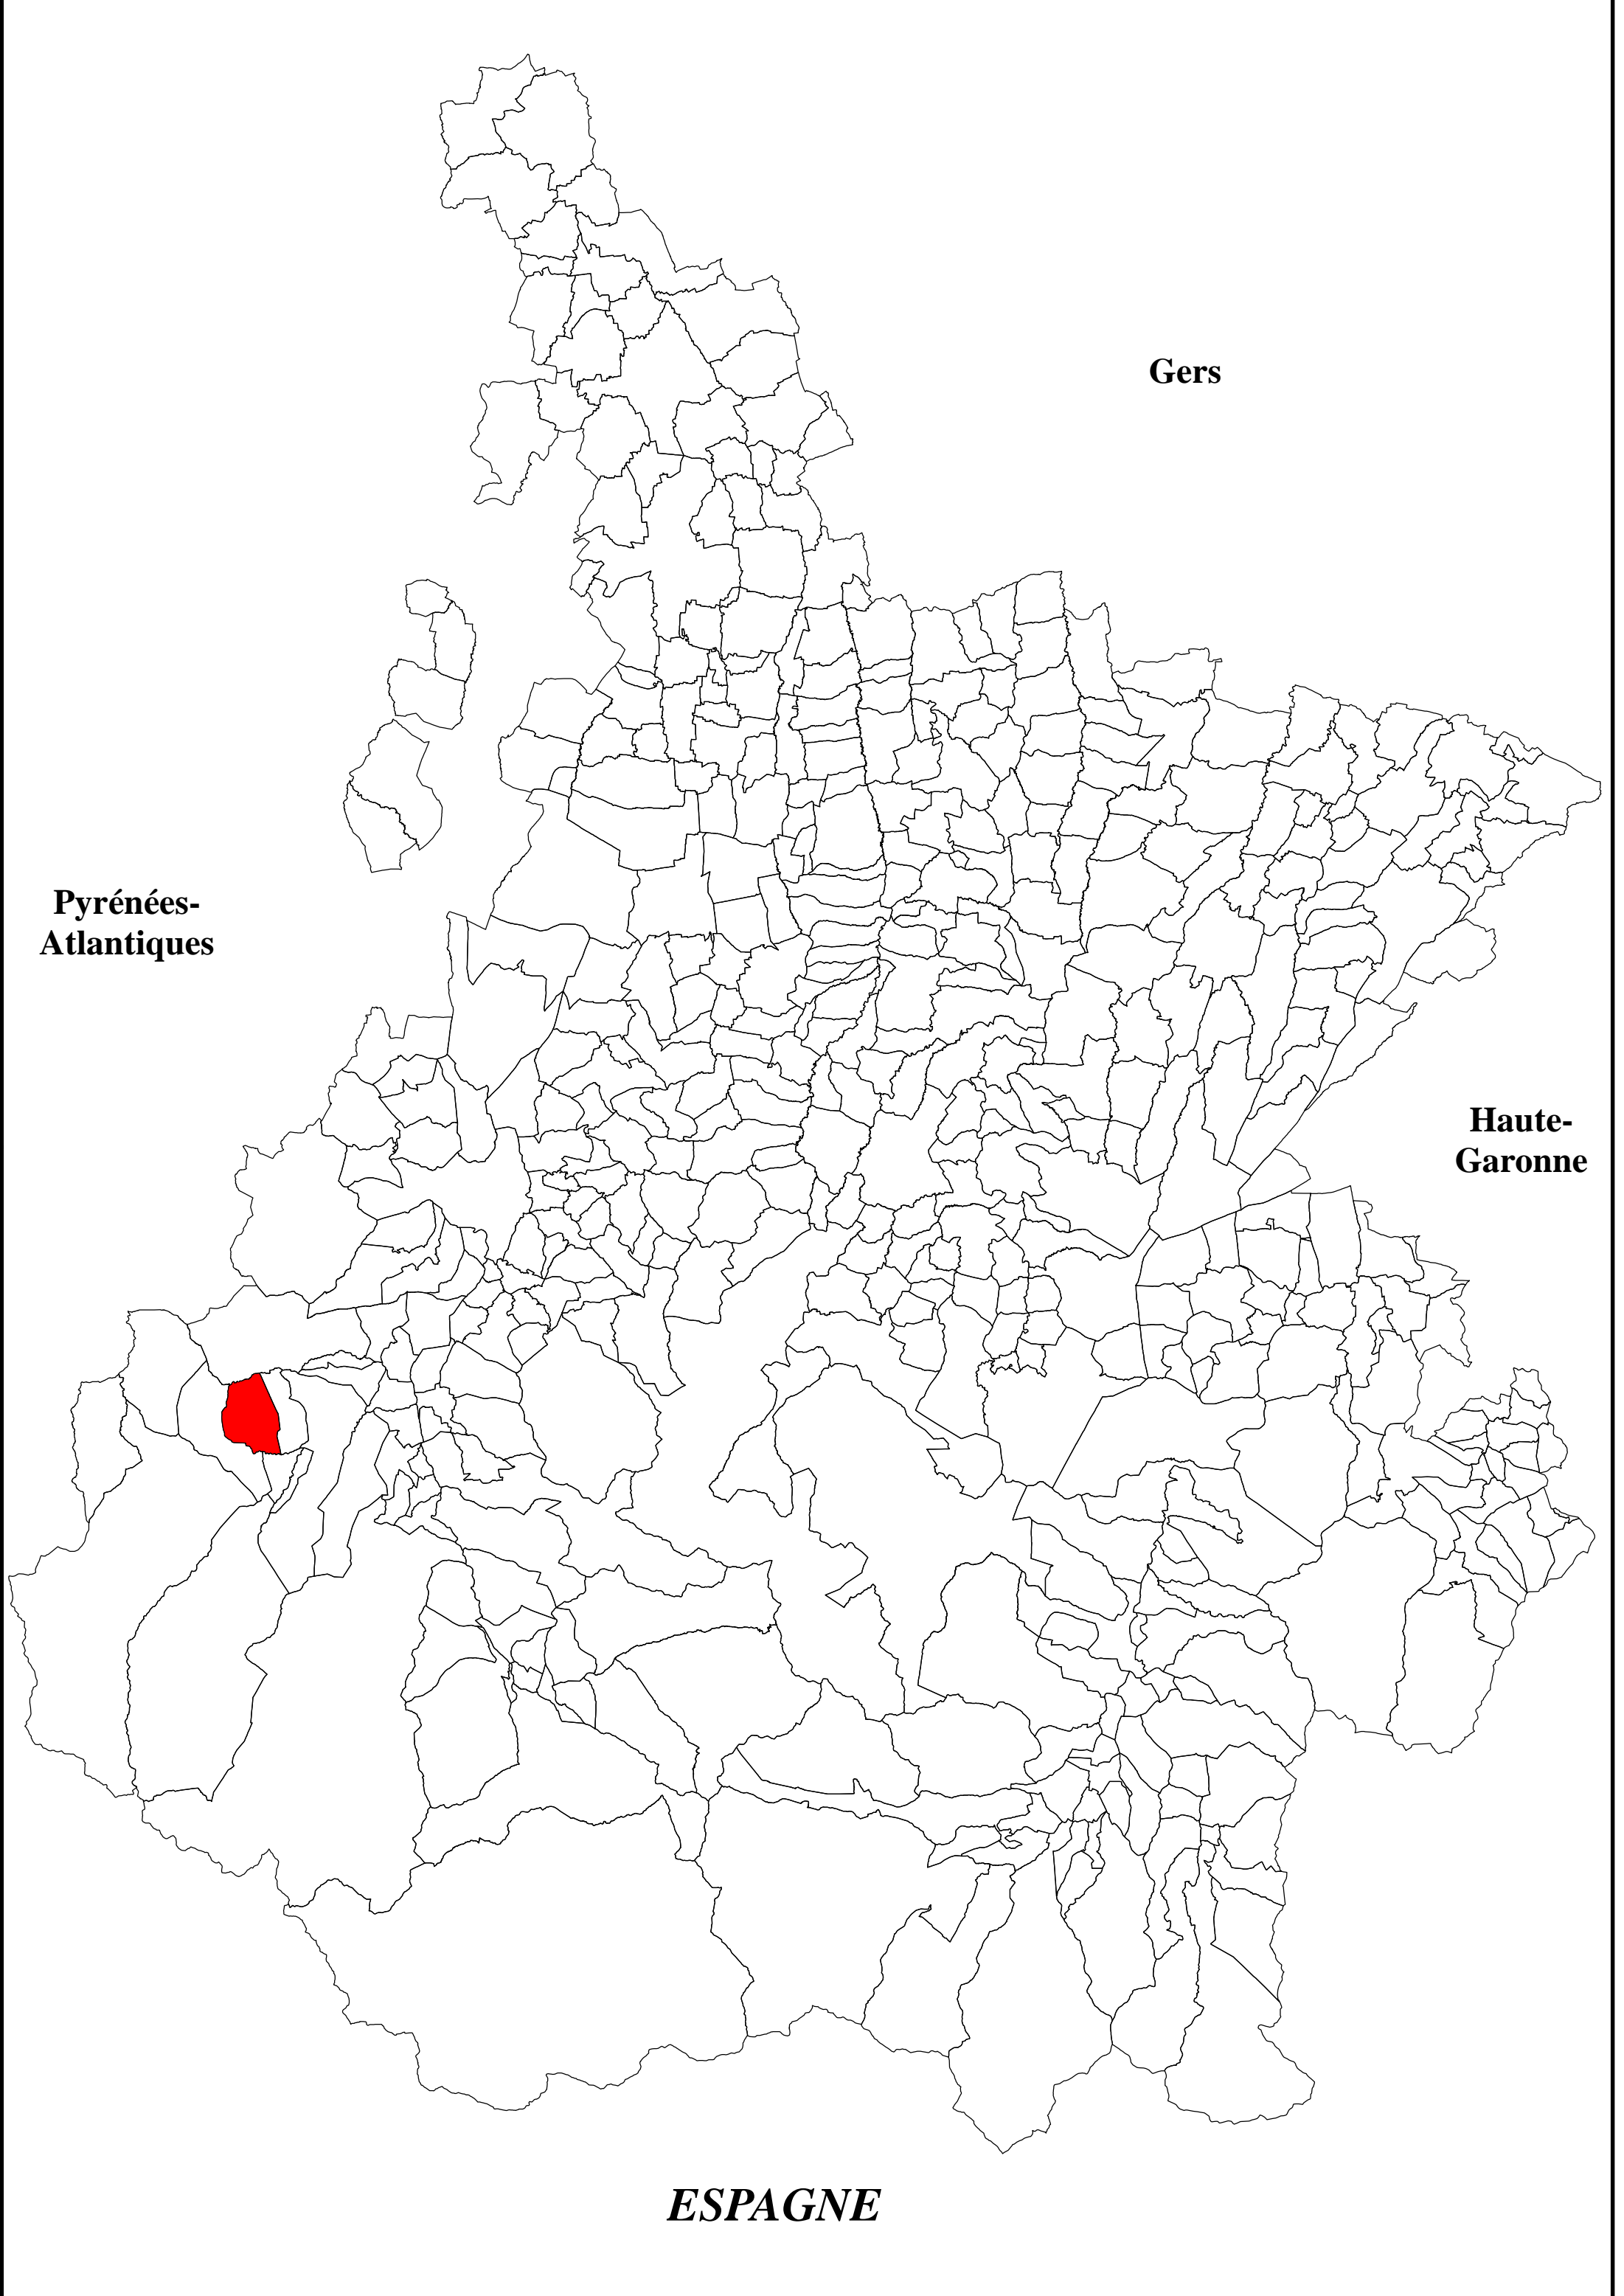 Gers
Pyrénées-
Atlantiques
Haute-
Garonne
ESPAGNE